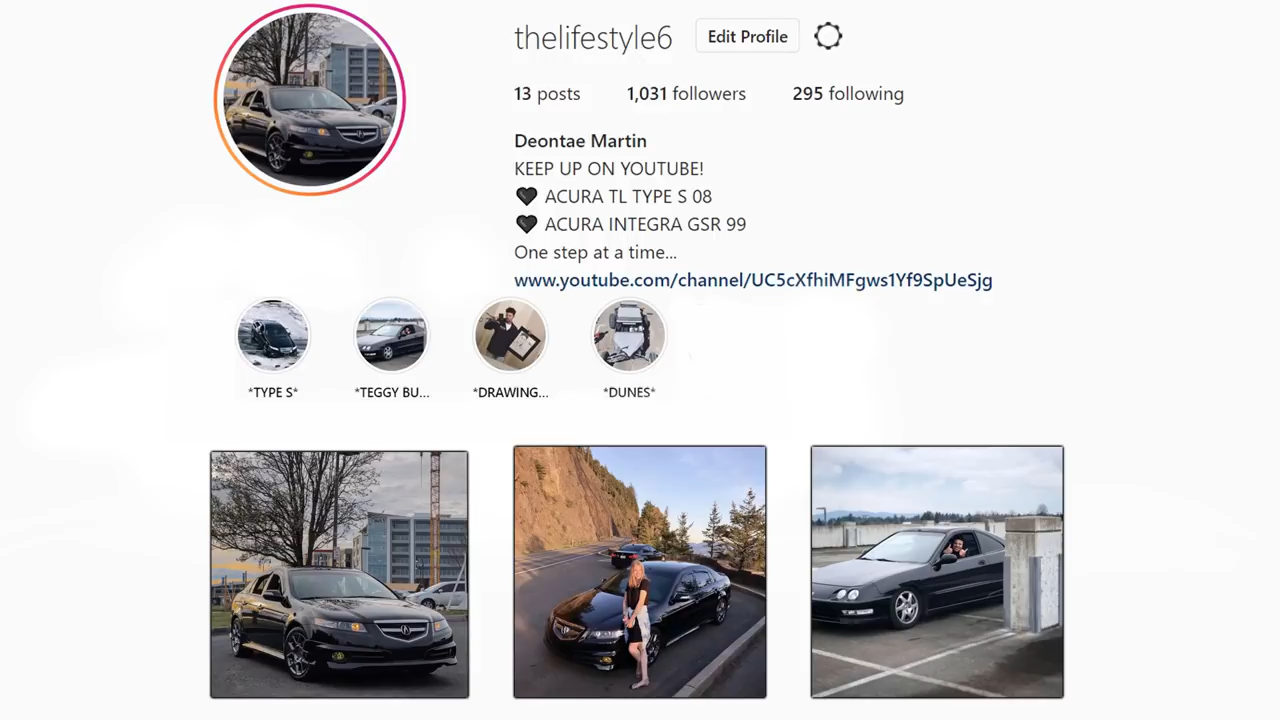 thelifestyle6 Edit Profile
13 posts 1,031 followers 295 following
Deontae Martin
KEEP UP ON YOUTUBE!
🖤 ACURA TL TYPE S 08
🖤 ACURA INTEGRA GSR 99
One step at a time...
www.youtube.com/channel/UC5cXfhiMFgws1Yf9SpUeSjg
*TYPE S* *TEGGY BU... *DRAWING... *DUNES*